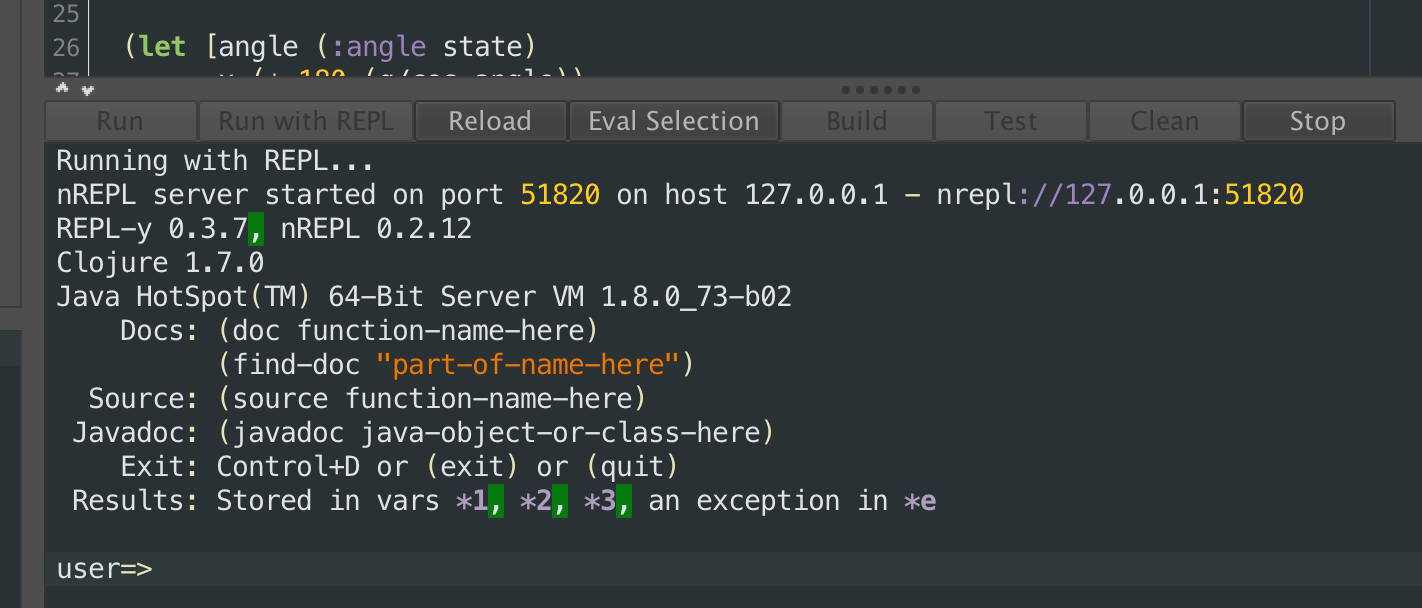 25
26 (let [angle (:angle state)
Run Run with REPL Reload Eval Selection Build Test Clean Stop
Running with REPL...
nREPL server started on port 51820 on host 127.0.0.1 - nrepl://127.0.0.1:51820
REPL-y 0.3.7, nREPL 0.2.12
Clojure 1.7.0
Java HotSpot(TM) 64-Bit Server VM 1.8.0_73-b02
Docs: (doc function-name-here)
(find-doc "part-of-name-here")
Source: (source function-name-here)
Javadoc: (javadoc java-object-or-class-here)
Exit: Control+D or (exit) or (quit)
Results: Stored in vars *1, *2, *3, an exception in *e
user=>